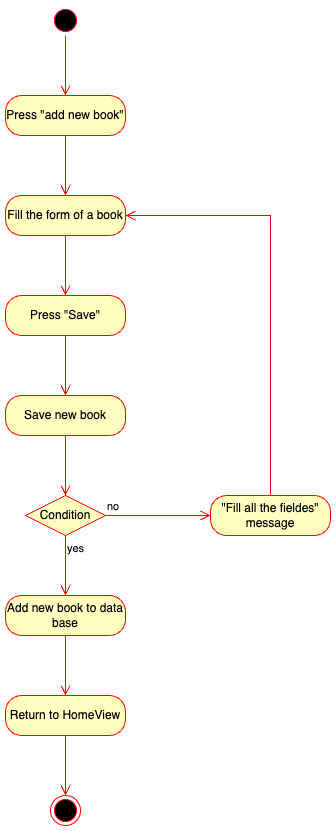 Press "add new book"
Fill the form of a book
Press "Save"
Save new book
Condition
no
"Fill all the fieldes"
message
yes
Add new book to data
base
Return to HomeView